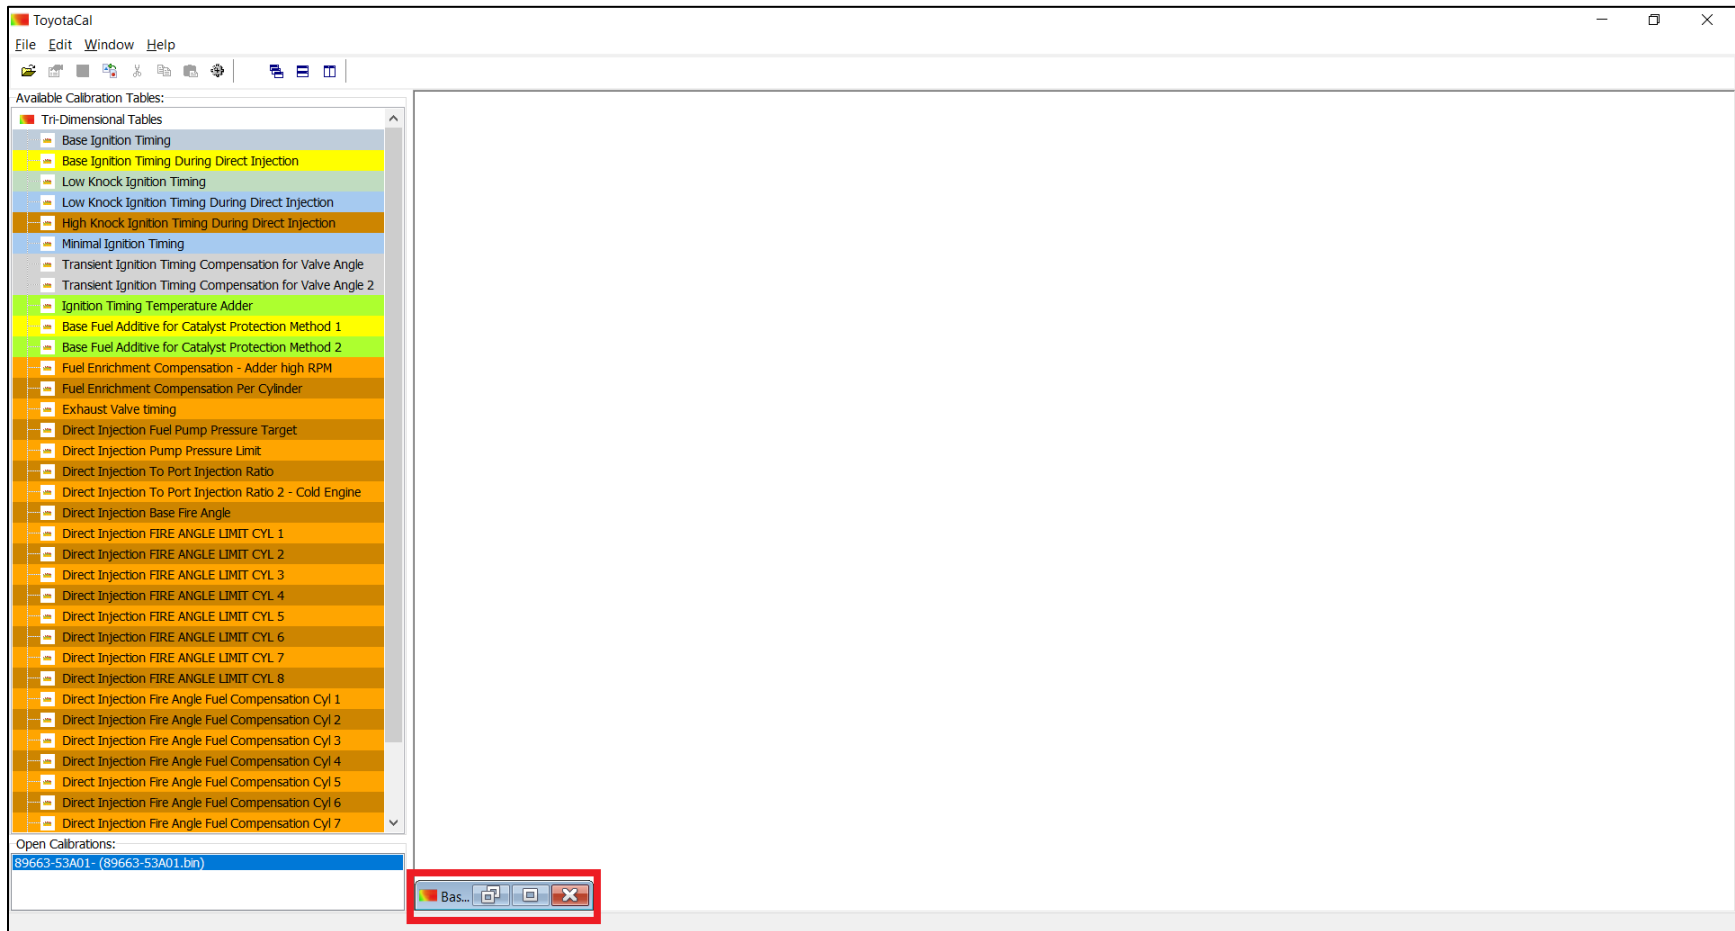 ToyotaCal
File Edit Window Help
Available Calibration Tables:
Tri-Dimensional Tables
Base Ignition Timing
Base Ignition Timing During Direct Injection
Low Knock Ignition Timing
Low Knock Ignition Timing During Direct Injection
High Knock Ignition Timing During Direct Injection
Minimal Ignition Timing
Transient Ignition Timing Compensation for Valve Angle
Transient Ignition Timing Compensation for Valve Angle 2
Ignition Timing Temperature Adder
Base Fuel Additive for Catalyst Protection Method 1
Base Fuel Additive for Catalyst Protection Method 2
Fuel Enrichment Compensation - Adder high RPM
Fuel Enrichment Compensation Per Cylinder
Exhaust Valve timing
Direct Injection Fuel Pump Pressure Target
Direct Injection Pump Pressure Limit
Direct Injection To Port Injection Ratio
Direct Injection To Port Injection Ratio 2 - Cold Engine
Direct Injection Base Fire Angle
Direct Injection FIRE ANGLE LIMIT CYL 1
Direct Injection FIRE ANGLE LIMIT CYL 2
Direct Injection FIRE ANGLE LIMIT CYL 3
Direct Injection FIRE ANGLE LIMIT CYL 4
Direct Injection FIRE ANGLE LIMIT CYL 5
Direct Injection FIRE ANGLE LIMIT CYL 6
Direct Injection FIRE ANGLE LIMIT CYL 7
Direct Injection FIRE ANGLE LIMIT CYL 8
Direct Injection Fire Angle Fuel Compensation Cyl 1
Direct Injection Fire Angle Fuel Compensation Cyl 2
Direct Injection Fire Angle Fuel Compensation Cyl 3
Direct Injection Fire Angle Fuel Compensation Cyl 4
Direct Injection Fire Angle Fuel Compensation Cyl 5
Direct Injection Fire Angle Fuel Compensation Cyl 6
Direct Injection Fire Angle Fuel Compensation Cyl 7
Open Calibrations:
89663-53A01- (89663-53A01.bin)
Bas...